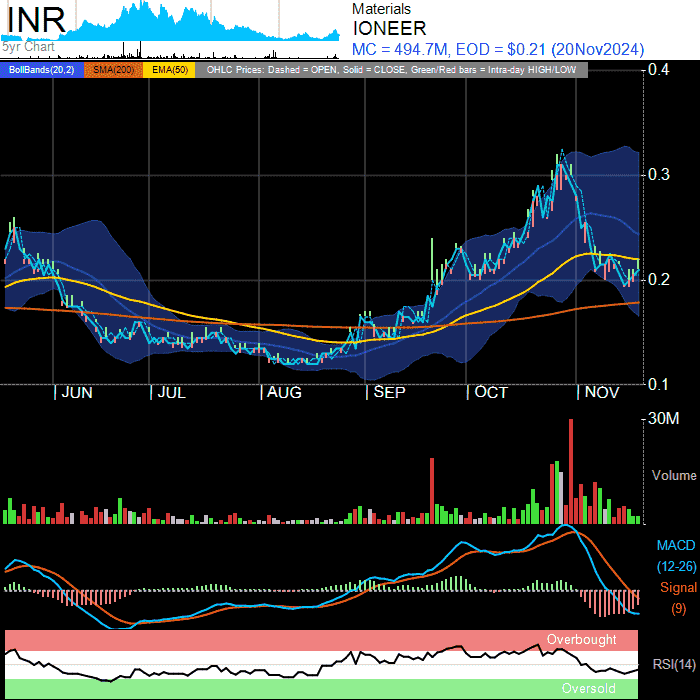 INR
5yr Chart
Materials
IONEER
MC = 494.7M, EOD = $0.21 (20Nov2024)
BollBands(20,2) SMA(200) EMA(50) OHLC Prices: Dashed = OPEN, Solid = CLOSE, Green/Red bars = Intra-day HIGH/LOW
0.4
0.3
0.2
0.1
JUN JUL AUG SEP OCT NOV
30M
Volume
MACD
(12-26)
Signal
(9)
Overbought
RSI(14)
Oversold